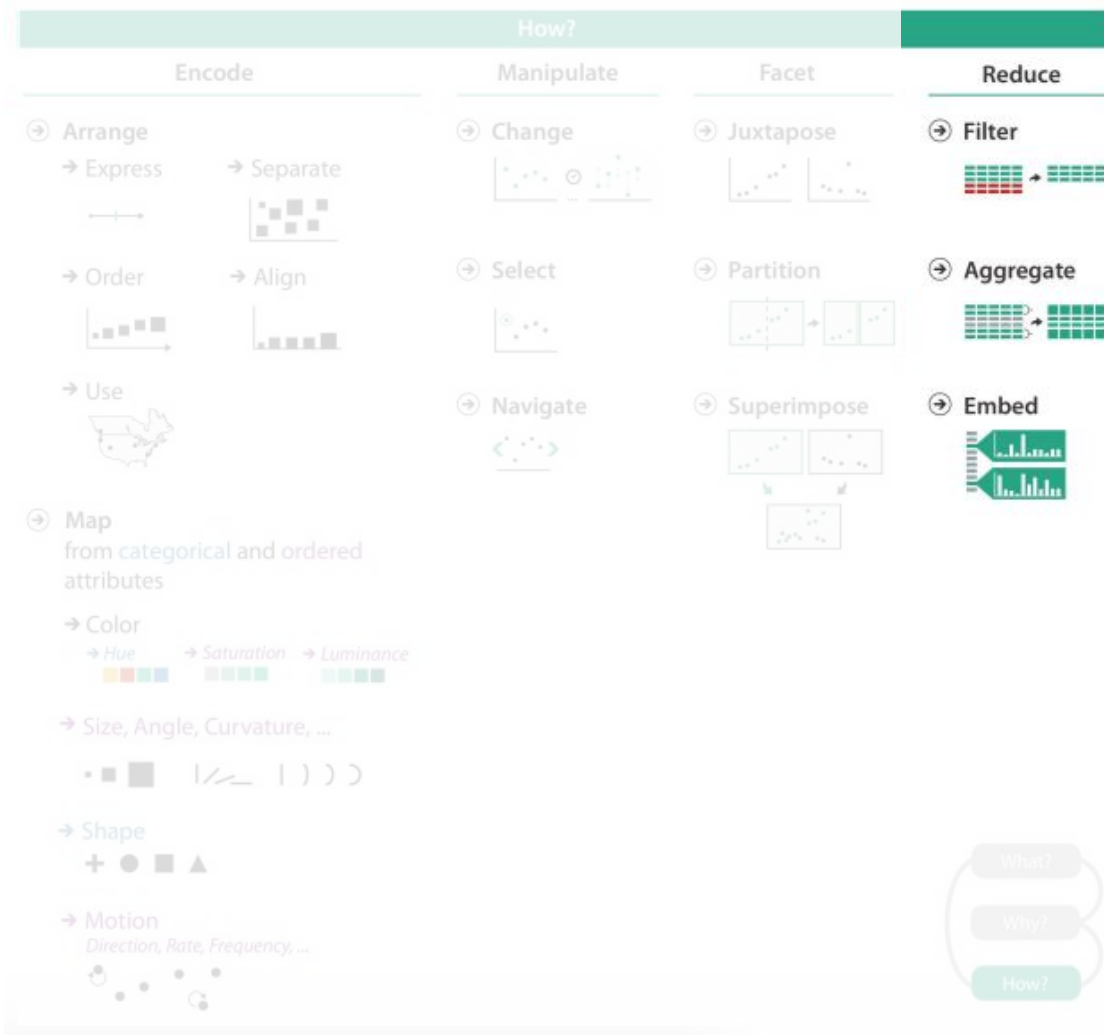 How?
Encode
Manipulate
Facet
Reduce
Arrange
Express
Separate
Order
Align
Use
Map
from categorical and ordered
attributes
Color
Hue
Saturation
Luminance
Size, Angle, Curvature, ...
Shape
Motion
Direction, Rate, Frequency, ...
Change
Select
Navigate
Juxtapose
Partition
Superimpose
Filter
Aggregate
Embed
What?
Why?
How?